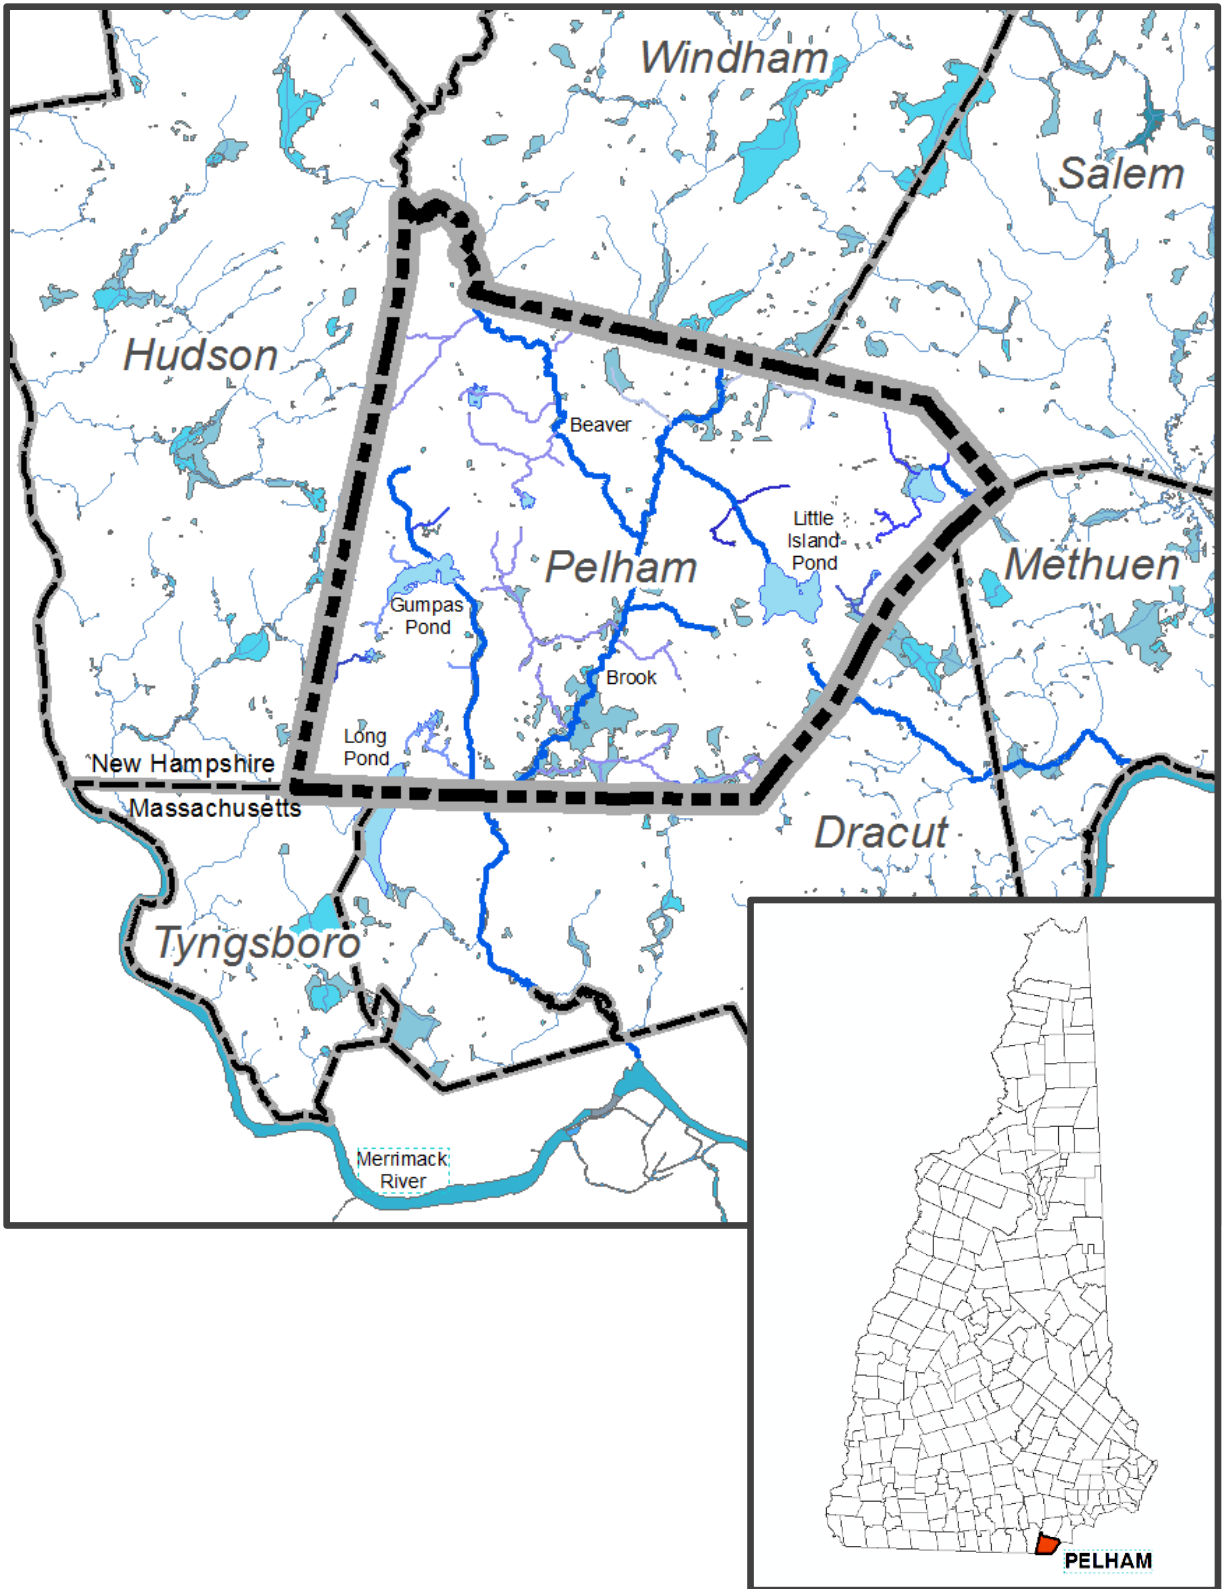 Windham
Salem
Hudson
Beaver
Little
Island
Pond
Pelham
Methuen
Gumpas
Pond
Brook
Long
Pond
New Hampshire
Massachusetts
Dracut
Tyngsboro
Merrimack
River
PELHAM